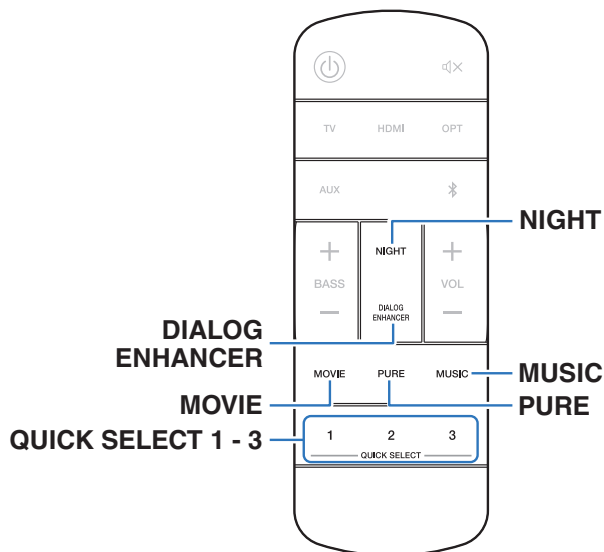 TV HDMI OPT
AUX
NIGHT
+ NIGHT +
BASS VOL
DIALOG
ENHANCER
DIALOG
ENHANCER
MOVIE PURE MUSIC
MUSIC
MOVIE
PURE
QUICK SELECT 1 - 3
1 2 3
QUICK SELECT